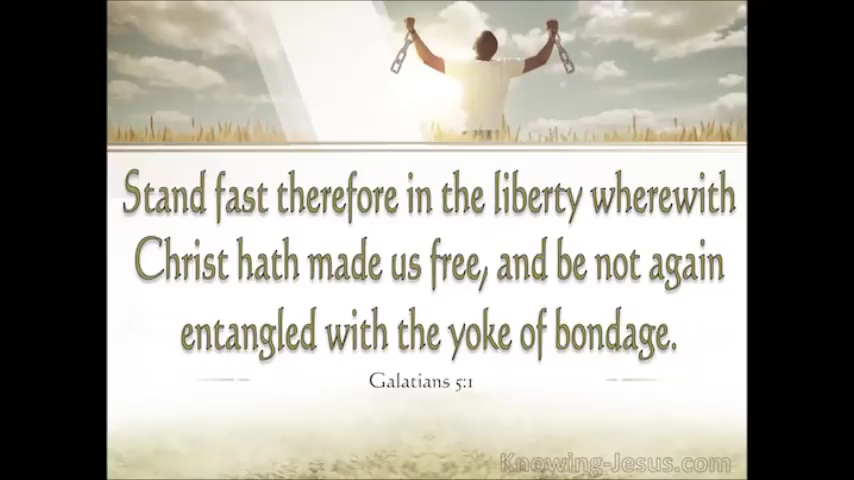 Stand fast therefore in the liberty wherewith
Christ hath made us free, and be not again
entangled with the yoke of bondage.
Galatians 5:1
Knowing-Jesus.com